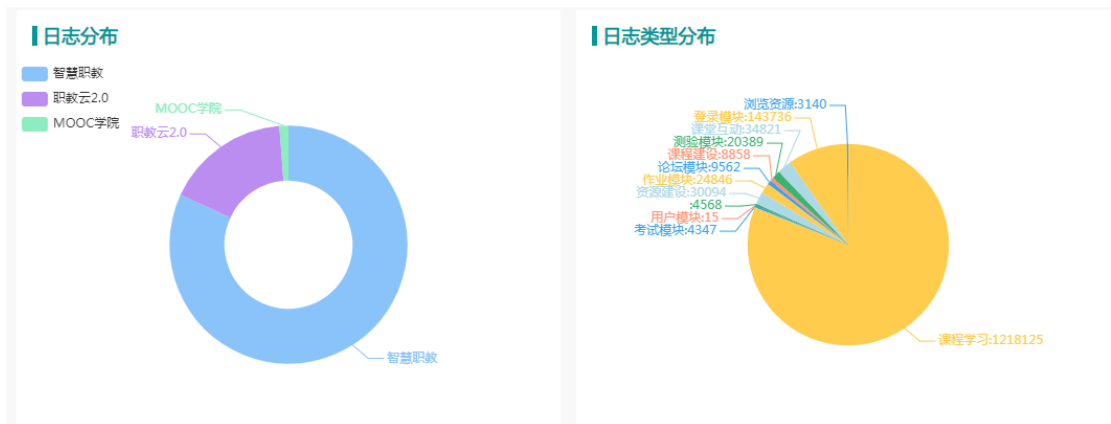 日志分布
智慧职教
职教云2.0
MOOC学院
MOOC学院
职教云2.0
智慧职教
日志类型分布
浏览资源:3140
登录模块:143736
课堂互动:34821
测验模块:20389
课程建设:8858
论坛模块:9562
作业模块:24846
资源建设:30094
:4568
用户模块:15
考试模块:4347
课程学习:1218125